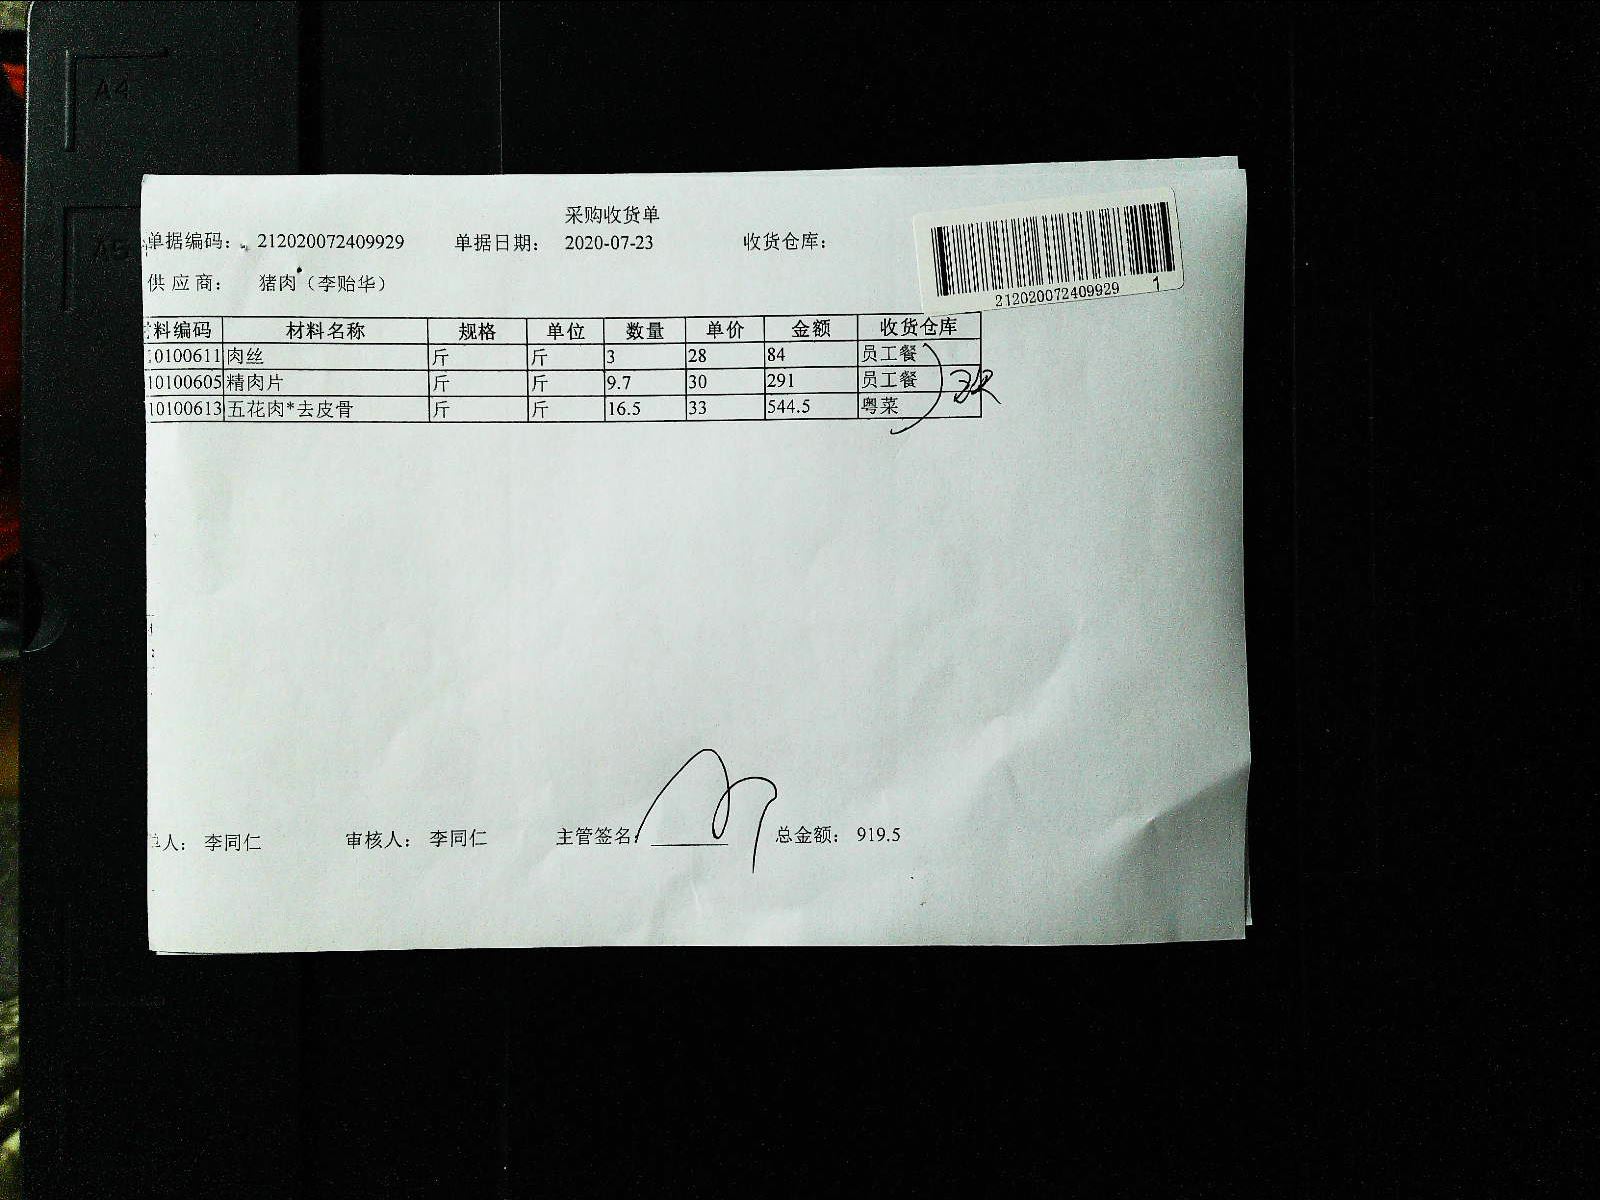 A4
A5
采购收货单
单据编码： 212020072409929 单据日期： 2020-07-23 收货仓库：
212020072409929 1
供应商： 猪肉（李贻华）
料编码 材料名称 规格 单位 数量 单价 金额 收货仓库
0100611 肉丝 斤 斤 3 28 84 员工餐
10100605 精肉片 斤 斤 9.7 30 291 员工餐
10100613 五花肉*去皮骨 斤 斤 16.5 33 544.5 粤菜
人： 李同仁 审核人： 李同仁 主管签名： 总金额： 919.5